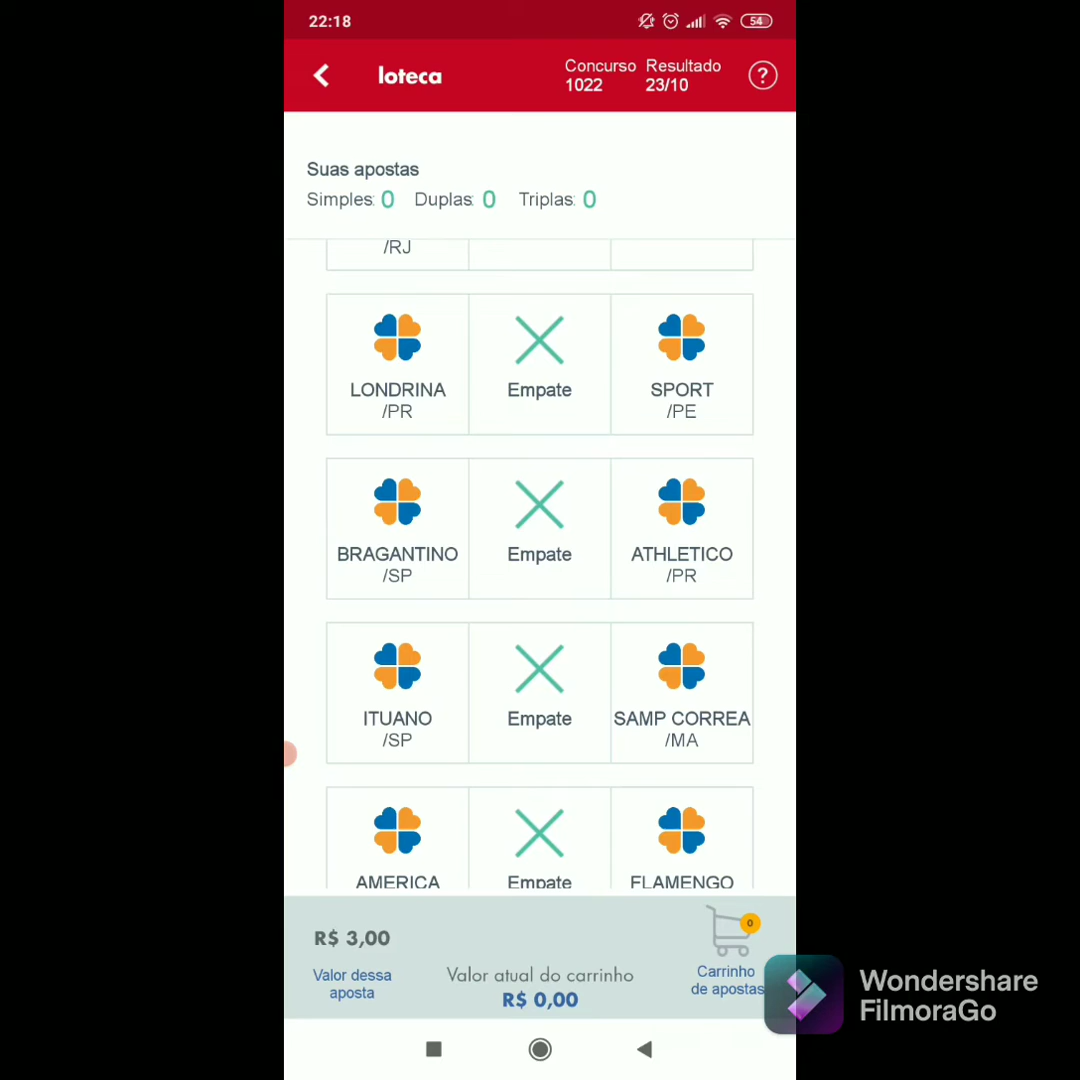 22:18
54
loteca
Concurso Resultado
1022 23/10
?
Suas apostas
Simples: 0 Duplas: 0 Triplas: 0
/RJ
LONDRINA Empate SPORT
/PR /PE
BRAGANTINO Empate ATHLETICO
/SP /PR
ITUANO Empate SAMP CORREA
/SP /MA
AMERICA Empate FLAMENGO
R$ 3,00
0
Valor dessa
aposta
Valor atual do carrinho
R$ 0,00
Carrinho
de apostas
Wondershare
FilmoraGo